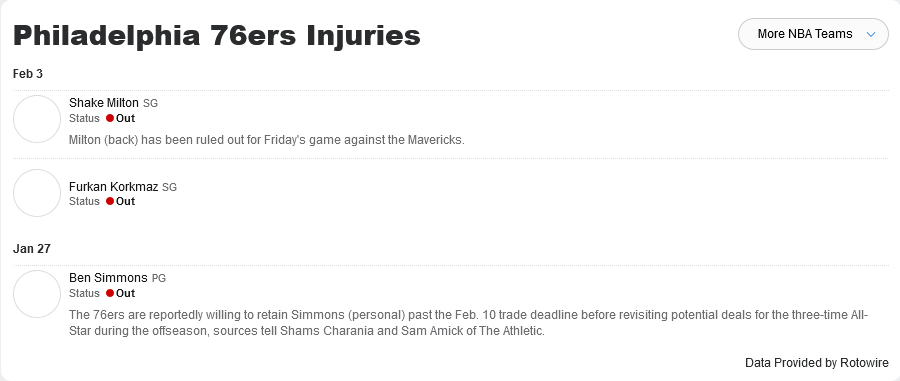 Philadelphia 76ers Injuries
More NBA Teams
Feb 3
Shake Milton SG
Status Out
Milton (back) has been ruled out for Friday's game against the Mavericks.
Furkan Korkmaz SG
Status Out
Jan 27
Ben Simmons PG
Status Out
The 76ers are reportedly willing to retain Simmons (personal) past the Feb. 10 trade deadline before revisiting potential deals for the three-time All-
Star during the offseason, sources tell Shams Charania and Sam Amick of The Athletic.
Data Provided by Rotowire